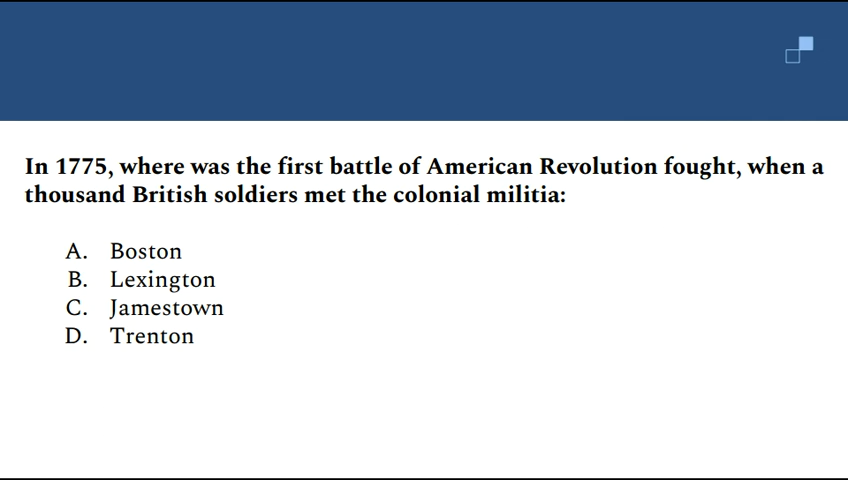 In 1775, where was the first battle of American Revolution fought, when a
thousand British soldiers met the colonial militia:
A. Boston
B. Lexington
C. Jamestown
D. Trenton